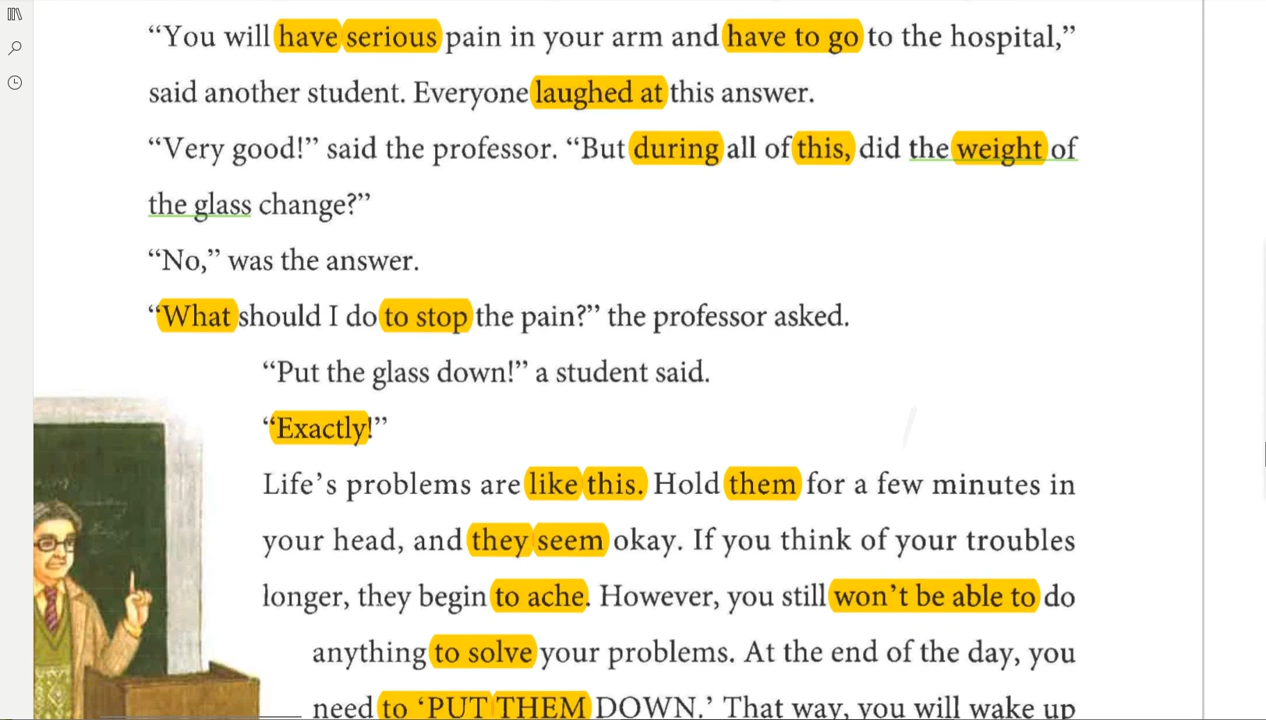 “You will have serious pain in your arm and have to go to the hospital,”
said another student. Everyone laughed at this answer.
“Very good!” said the professor. “But during all of this, did the weight of
the glass change?”
“No,” was the answer.
“What should I do to stop the pain?” the professor asked.
“Put the glass down!” a student said.
“Exactly!”
Life’s problems are like this. Hold them for a few minutes in
your head, and they seem okay. If you think of your troubles
longer, they begin to ache. However, you still won’t be able to do
anything to solve your problems. At the end of the day, you
need to ‘PUT THEM DOWN.’ That way, you will wake up